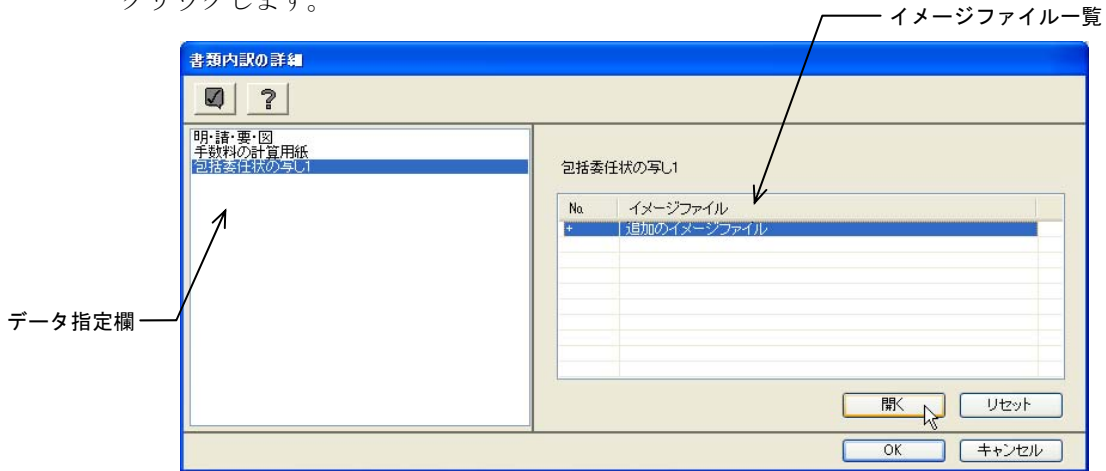 クリックします。
イメージファイル一覧
書類内訳の詳細
?
明・請・要・図
手数料の計算用紙
包括委任状の写し1
包括委任状の写し1
No. イメージファイル
+ 追加のイメージファイル
データ指定欄
開く リセット
OK キャンセル